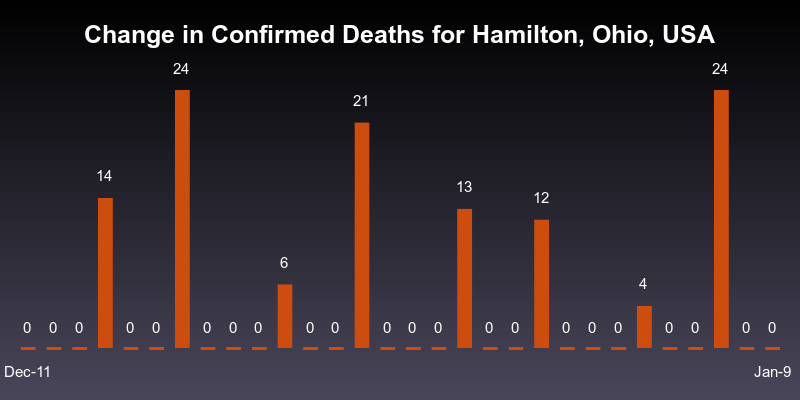 Change in Confirmed Deaths for Hamilton, Ohio, USA
0 0 0 14 0 0 24 0 0 0 6 0 0 21 0 0 0 13 0 0 12 0 0 0 4 0 0 24 0 0
Dec-11 Jan-9